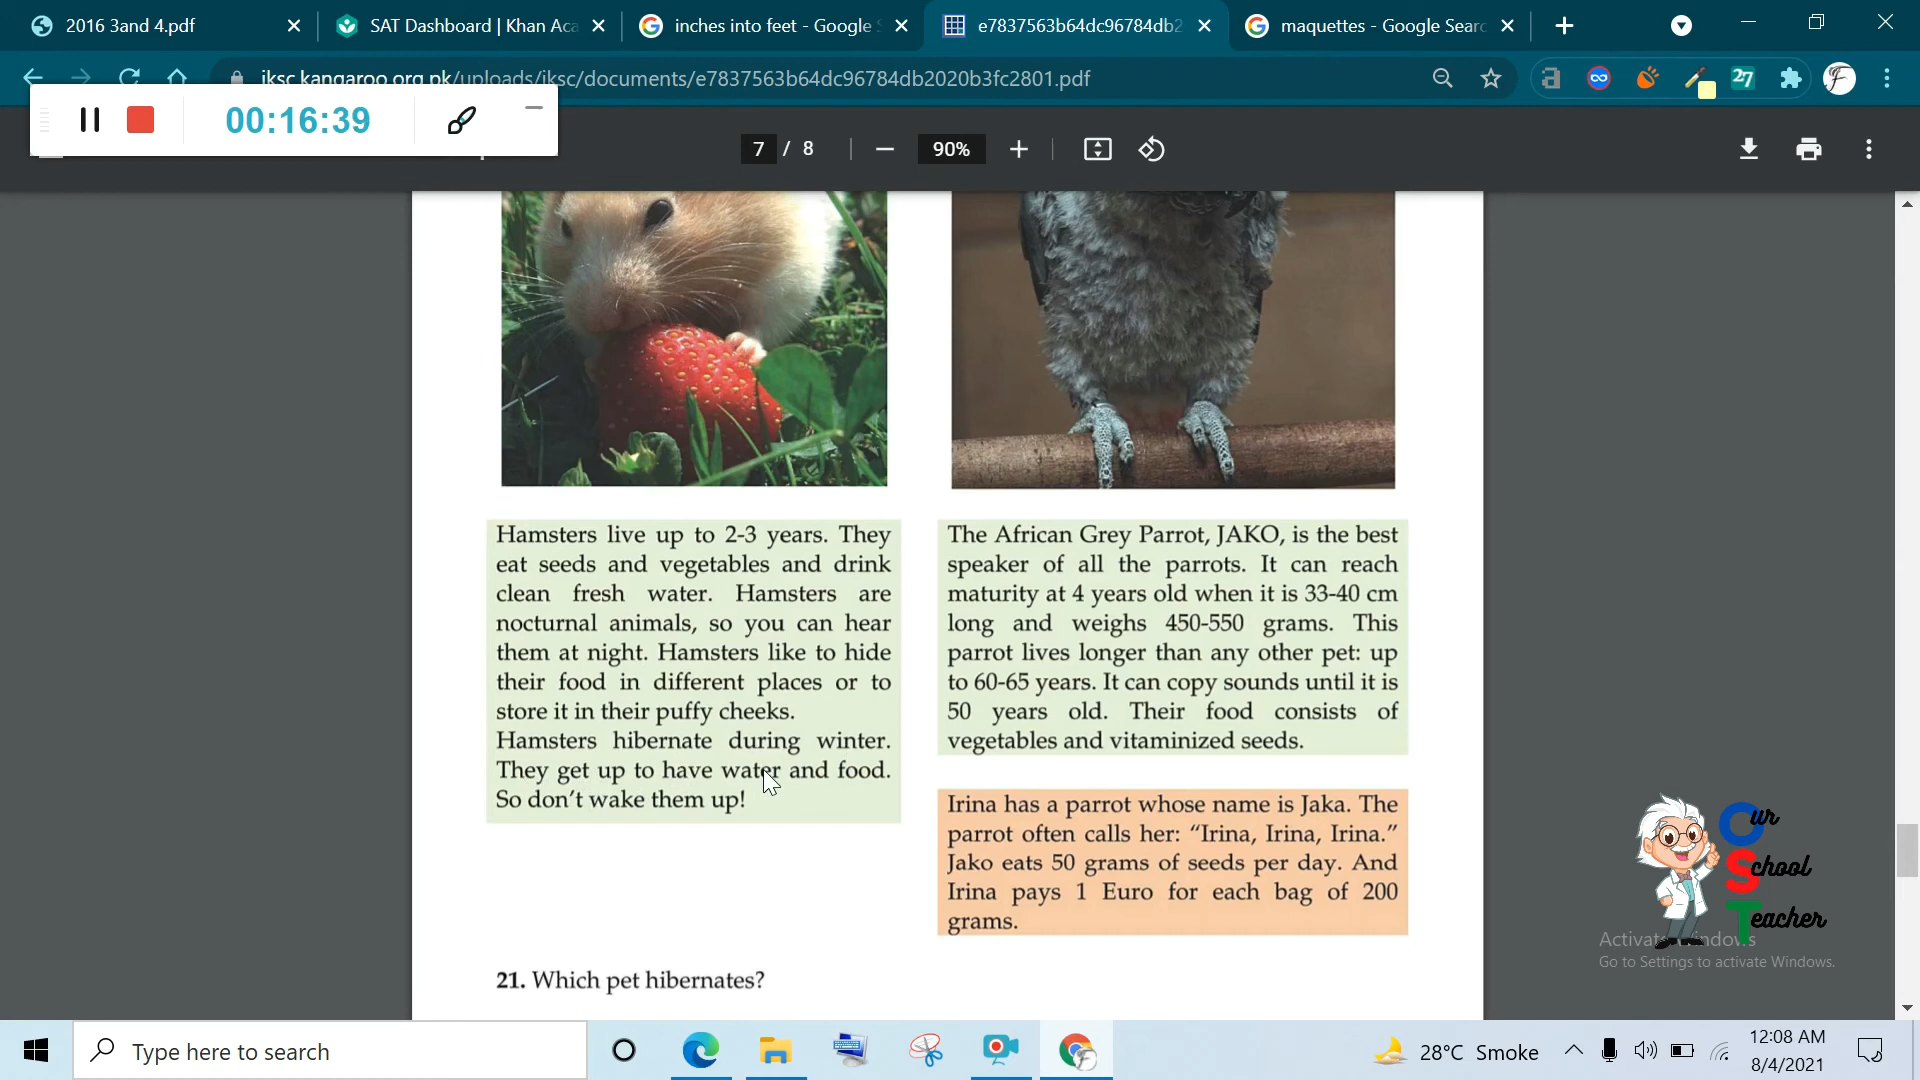 2016 3and 4.pdf
SAT Dashboard | Khan Aca
inches into feet - Google S
e7837563b64dc96784db2
maquettes - Google Searc
iksc.kangaroo.org.pk/uploads/iksc/documents/e7837563b64dc96784db2020b3fc2801.pdf
27
00:16:39
7 / 8
90%
Hamsters live up to 2-3 years. They
eat seeds and vegetables and drink
clean fresh water. Hamsters are
nocturnal animals, so you can hear
them at night. Hamsters like to hide
their food in different places or to
store it in their puffy cheeks.
Hamsters hibernate during winter.
They get up to have water and food.
So don't wake them up!
The African Grey Parrot, JAKO, is the best
speaker of all the parrots. It can reach
maturity at 4 years old when it is 33-40 cm
long and weighs 450-550 grams. This
parrot lives longer than any other pet: up
to 60-65 years. It can copy sounds until it is
50 years old. Their food consists of
vegetables and vitaminized seeds.
Irina has a parrot whose name is Jaka. The
parrot often calls her: “Irina, Irina, Irina.”
Jako eats 50 grams of seeds per day. And
Irina pays 1 Euro for each bag of 200
grams.
21. Which pet hibernates?
Our
School
Teacher
Activate Windows
Go to Settings to activate Windows.
Type here to search
28°C Smoke
12:08 AM
8/4/2021